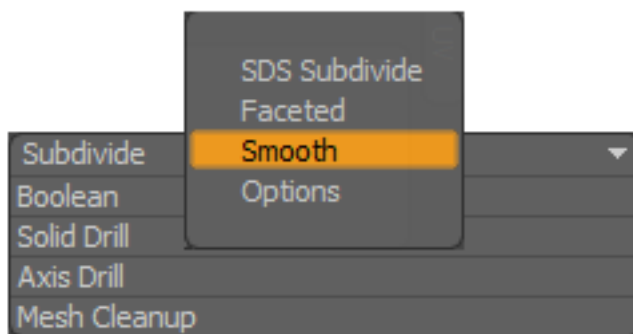 SDS Subdivide
Faceted
Smooth
Options
Subdivide
Boolean
Solid Drill
Axis Drill
Mesh Cleanup